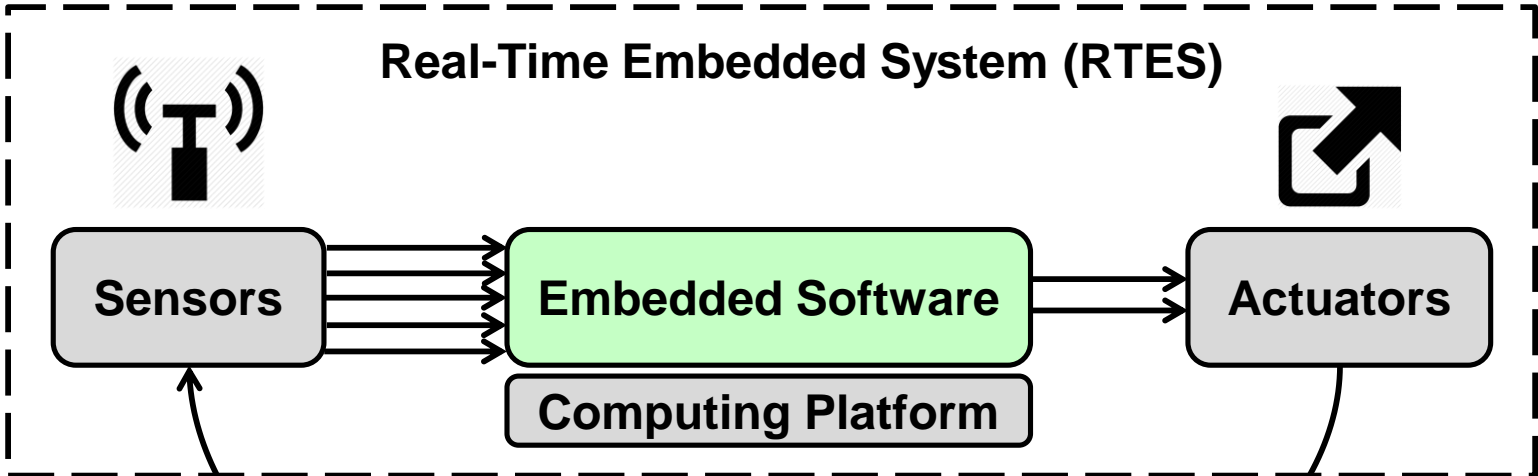 Real-Time Embedded System (RTES)
Sensors
Embedded Software
Actuators
Computing Platform